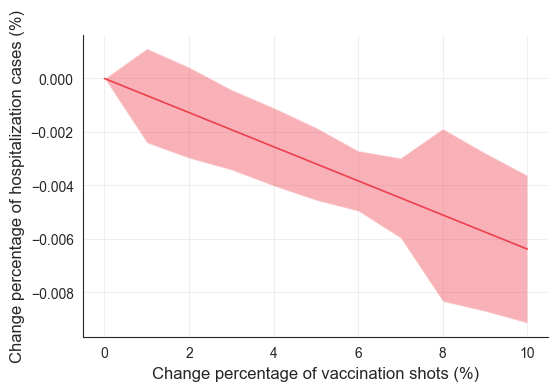 Change percentage of hospitalization cases (%)
0.000
−0.002
−0.004
−0.006
−0.008
0 2 4 6 8 10
Change percentage of vaccination shots (%)